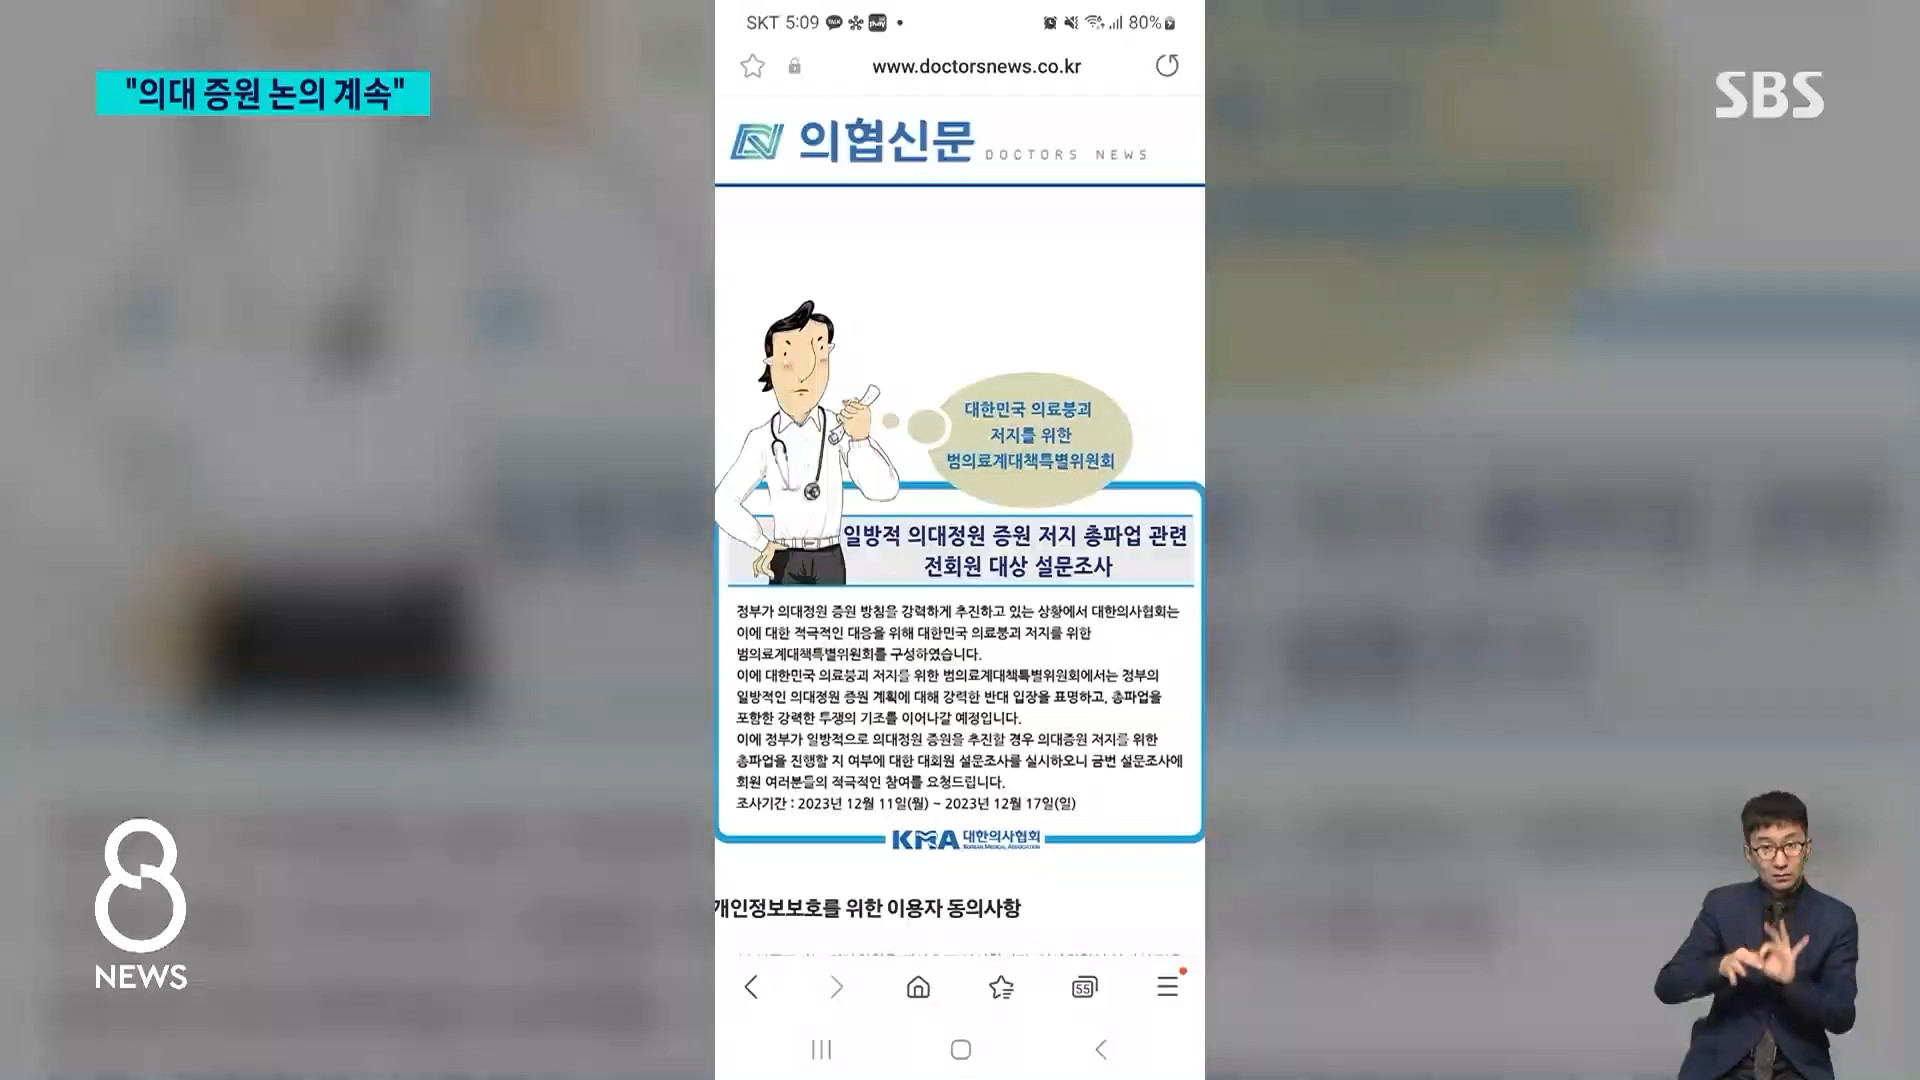 SKT 5:09
80%
www.doctorsnews.co.kr
"의대 증원 논의 계속"
SBS
의협신문 DOCTORS NEWS
대한민국 의료붕괴
저지를 위한
범의료계대책특별위원회
일방적 의대정원 증원 저지 총파업 관련
전회원 대상 설문조사
정부가 의대정원 증원 방침을 강력하게 추진하고 있는 상황에서 대한의사협회는
이에 대한 적극적인 대응을 위해 대한민국 의료붕괴 저지를 위한
범의료계대책특별위원회를 구성하였습니다.
이에 대한민국 의료붕괴 저지를 위한 범의료계대책특별위원회에서는 정부의
일방적인 의대정원 증원 계획에 대해 강력한 반대 입장을 표명하고, 총파업을
포함한 강력한 투쟁의 기조를 이어나갈 예정입니다.
이에 정부가 일방적으로 의대정원 증원을 추진할 경우 의대증원 저지를 위한
총파업을 진행할 지 여부에 대한 대회원 설문조사를 실시하오니 금번 설문조사에
회원 여러분들의 적극적인 참여를 요청드립니다.
조사기간 : 2023년 12월 11일(월) ~ 2023년 12월 17일(일)
KMA 대한의사협회
KOREAN MEDICAL ASSOCIATION
개인정보보호를 위한 이용자 동의사항
55
8
NEWS